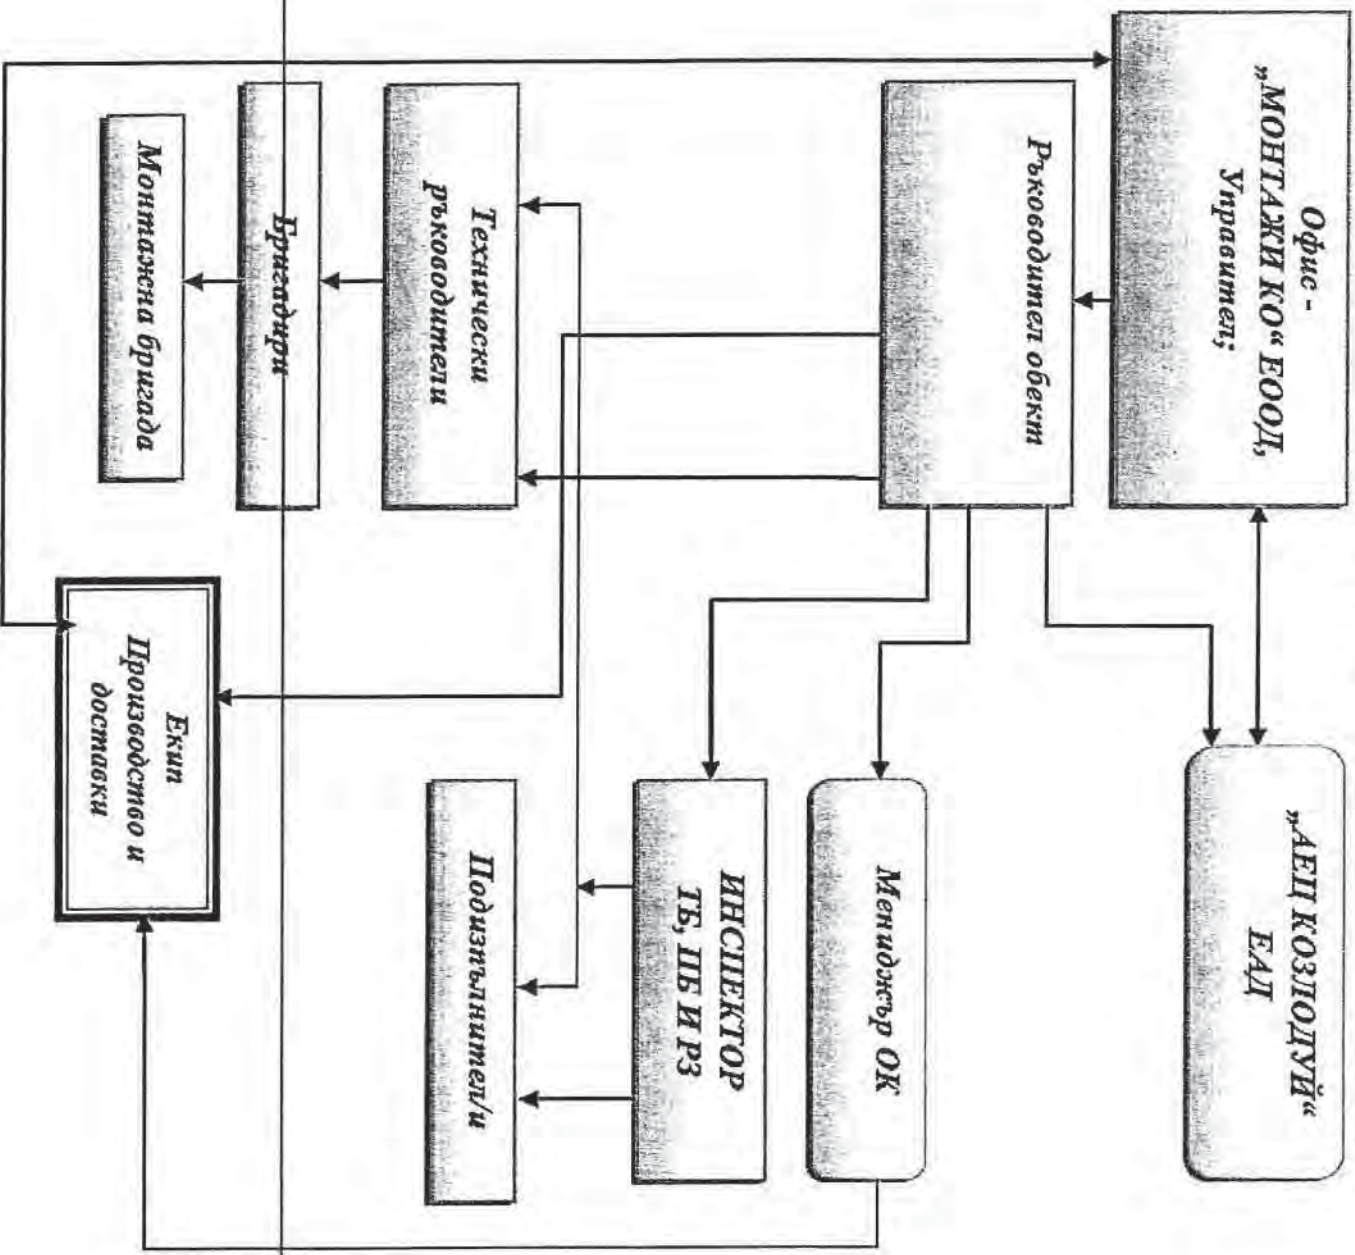 Офис -
„МОНТАЖИ КО“ ЕООД,
Управител;
„АЕЦ КОЗЛОДУЙ“
ЕАД
Ръководител обект
Мениджър ОК
ИНСПЕКТОР
ТБ, ПБ И РЗ
Технически
ръководители
Подизпълнител/и
Бригадири
Монтажна бригада
Екип
Производство и
доставки